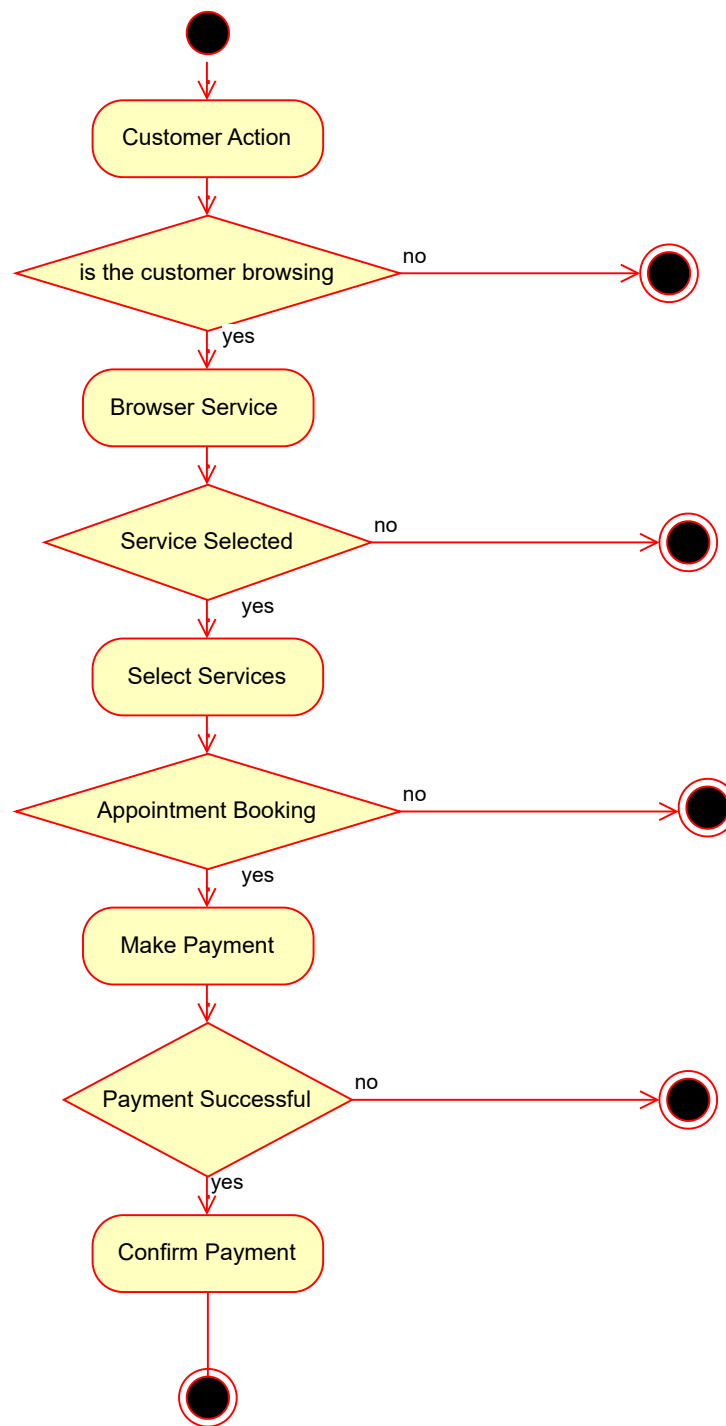 Customer Action
is the customer browsing
no
yes
Browser Service
Service Selected
no
yes
Select Services
Appointment Booking
no
yes
Make Payment
Payment Successful
no
yes
Confirm Payment